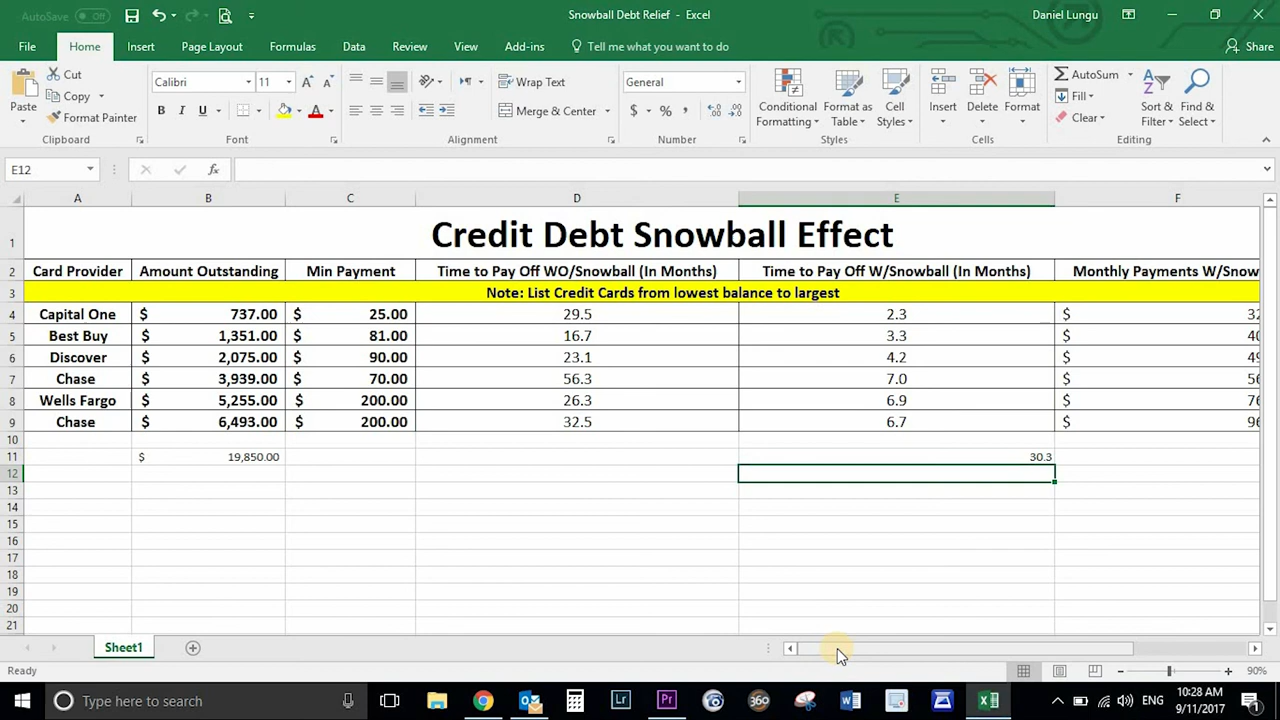 AutoSave Off
Snowball Debt Relief - Excel
Daniel Lungu
File Home Insert Page Layout Formulas Data Review View Add-ins Tell me what you want to do Share
Paste Cut Copy Format Painter
Calibri 11
B I U A
Wrap Text
Merge & Center
General
$ % ,
Conditional Formatting
Format as Table
Cell Styles
Insert Delete Format
AutoSum Fill Clear
Sort & Filter
Find & Select
Clipboard Font Alignment Number Styles Cells Editing
E12 fx
A B C D E F
1 Credit Debt Snowball Effect
2 Card Provider Amount Outstanding Min Payment Time to Pay Off WO/Snowball (In Months) Time to Pay Off W/Snowball (In Months) Monthly Payments W/Snow
3 Note: List Credit Cards from lowest balance to largest
4 Capital One $ 737.00 $ 25.00 29.5 2.3 $ 32
5 Best Buy $ 1,351.00 $ 81.00 16.7 3.3 $ 40
6 Discover $ 2,075.00 $ 90.00 23.1 4.2 $ 49
7 Chase $ 3,939.00 $ 70.00 56.3 7.0 $ 56
8 Wells Fargo $ 5,255.00 $ 200.00 26.3 6.9 $ 76
9 Chase $ 6,493.00 $ 200.00 32.5 6.7 $ 96
10
11 $ 19,850.00 30.3
12
13
14
15
16
17
18
19
20
21
Sheet1
Ready 90%
Type here to search
Lr Pr 360
ENG
10:28 AM
9/11/2017